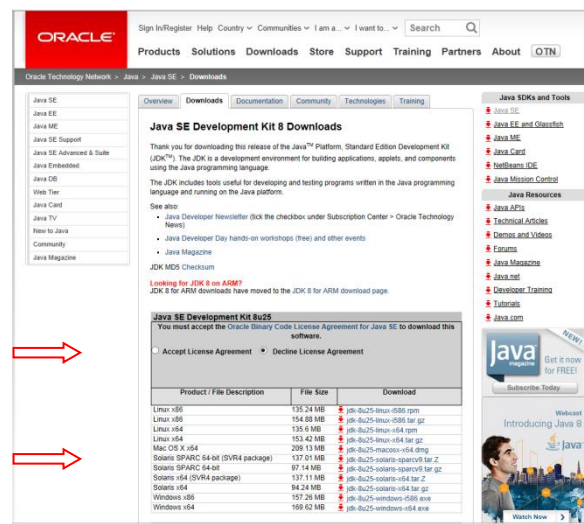 ORACLE
Sign In/Register Help Country Communities I am a... I want to... Search
Products Solutions Downloads Store Support Training Partners About OTN
Oracle Technology Network > Java > Java SE > Downloads
Java SE
Java EE
Java ME
Java SE Support
Java SE Advanced & Suite
Java Embedded
Java DB
Web Tier
Java Card
Java TV
New to Java
Community
Java Magazine
Overview Downloads Documentation Community Technologies Training
Java SE Development Kit 8 Downloads
Thank you for downloading this release of the Java™ Platform, Standard Edition Development Kit
(JDK™). The JDK is a development environment for building applications, applets, and components
using the Java programming language.
The JDK includes tools useful for developing and testing programs written in the Java programming
language and running on the Java platform.
See also:
• Java Developer Newsletter (tick the checkbox under Subscription Center > Oracle Technology
News)
• Java Developer Day hands-on workshops (free) and other
events
• Java Magazine
JDK MD5 Checksum
Looking for JDK 8 on ARM?
JDK 8 for ARM downloads have moved to the JDK 8 for ARM download page.
Java SE Development Kit 8u25
You must accept the Oracle Binary Code License Agreement for Java SE to download this
software.
Accept License Agreement Decline License Agreement
Product / File Description File Size Download
Linux x86 135.24 MB jdk-8u25-linux-i586.rpm
Linux x86 154.88 MB jdk-8u25-linux-i586.tar.gz
Linux x64 135.6 MB jdk-8u25-linux-x64.rpm
Linux x64 153.42 MB jdk-8u25-linux-x64.tar.gz
Mac OS X x64 209.13 MB jdk-8u25-macosx-x64.dmg
Solaris SPARC 64-bit (SVR4 package) 137.01 MB jdk-8u25-solaris-sparcv9.tar.Z
Solaris SPARC 64-bit 97.14 MB jdk-8u25-solaris-sparcv9.tar.gz
Solaris x64 (SVR4 package) 137.11 MB jdk-8u25-solaris-x64.tar.Z
Solaris x64 94.24 MB jdk-8u25-solaris-x64.tar.gz
Windows x86 157.26 MB jdk-8u25-windows-i586.exe
Windows x64 169.62 MB jdk-8u25-windows-x64.exe
Java SDKs and Tools
Java SE
Java EE and Glassfish
Java ME
Java Card
NetBeans IDE
Java Mission Control
Java Resources
Java APIs
Technical Articles
Demos and Videos
Forums
Java Magazine
Java.net
Developer Training
Tutorials
Java.com
NEW!
Java
magazine
Get it now
for FREE!
Subscribe Today
Webcast
Introducing Java 8
Java
Watch Now